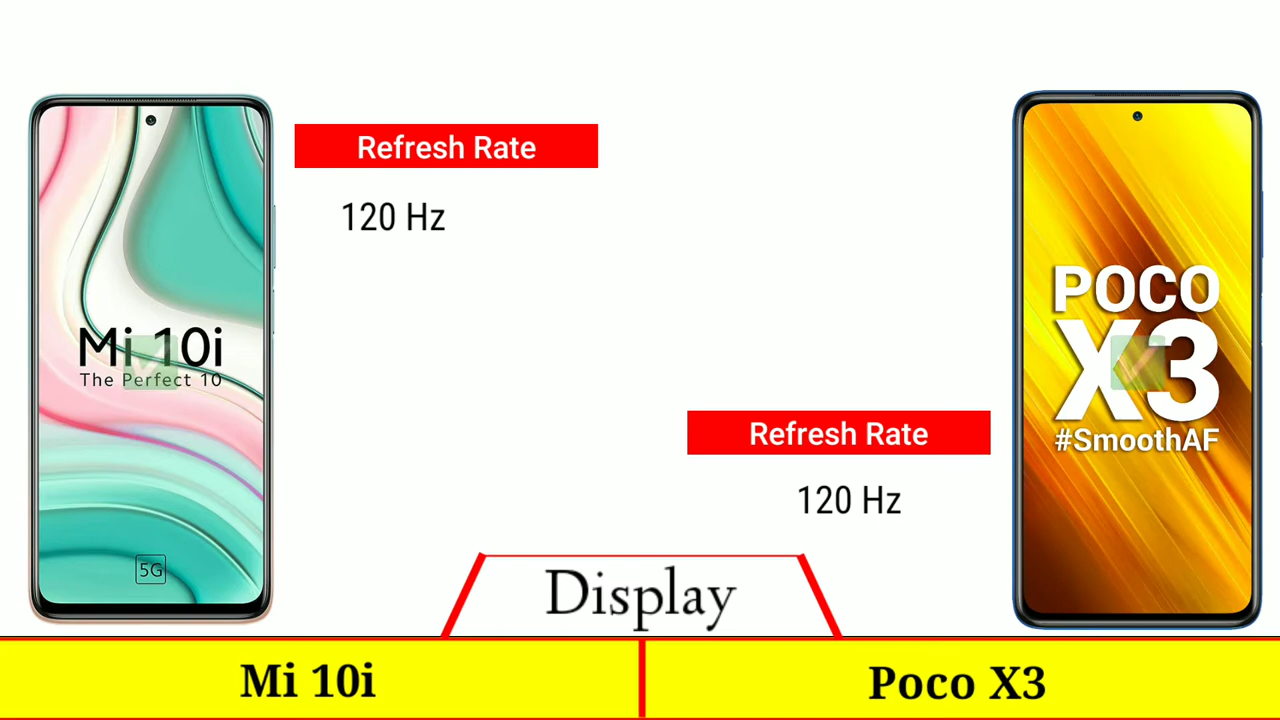 Refresh Rate
120 Hz
Mi 10i
The Perfect 10
5G
POCO
X3
#SmoothAF
Refresh Rate
120 Hz
Display
Mi 10i
Poco X3